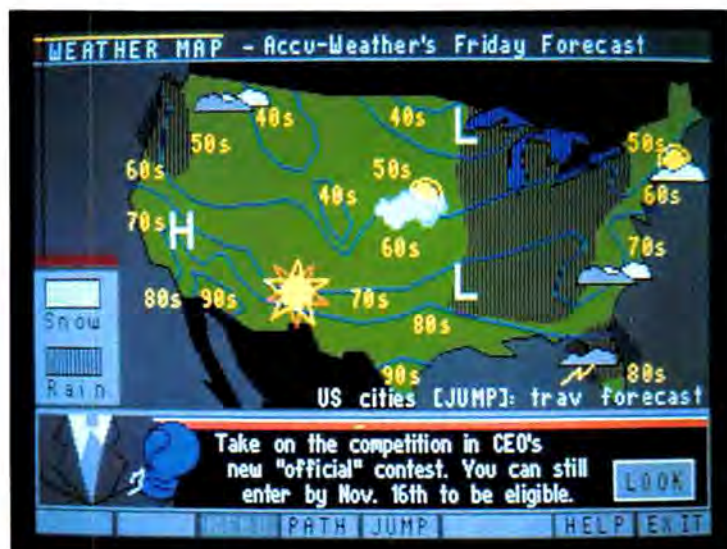 WEATHER MAP - Accu-Weather's Friday Forecast
40s
40s
L
50s
50s
50s
60s
40s
60s
70s
H
60s
70s
L
80s
90s
70s
80s
Snow
Rain
90s
80s
US cities [JUMP]: trav forecast
Take on the competition in CEO's
new "official" contest. You can still
enter by Nov. 16th to be eligible.
LOOK
PATH JUMP HELP EXIT